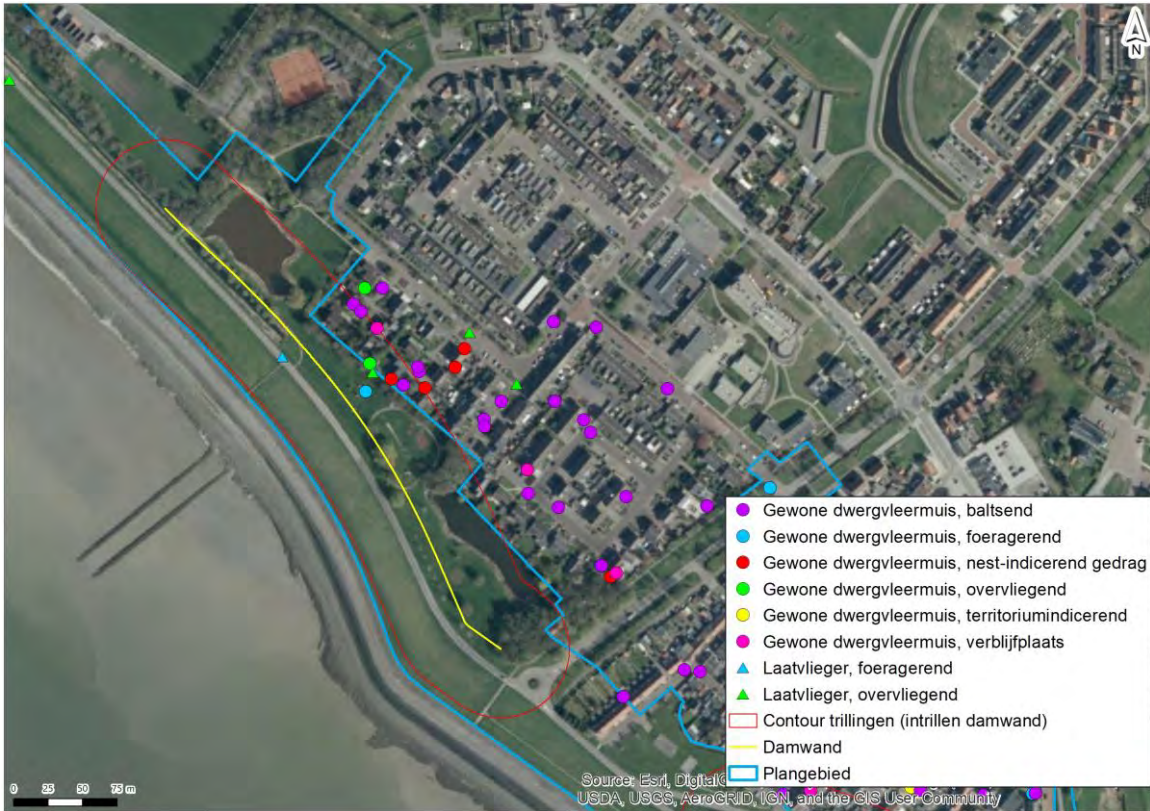 N
Gewone dwergvleermuis, baltsend
Gewone dwergvleermuis, foeragerend
Gewone dwergvleermuis, nest-indicerend gedrag
Gewone dwergvleermuis, overvliegend
Gewone dwergvleermuis, territoriumindicerend
Gewone dwergvleermuis, verblijfplaats
Laatvlieger, foeragerend
Laatvlieger, overvliegend
Contour trillingen (intrillen damwand)
Damwand
Plangebied
0 25 50 75 m
Source: Esri, DigitalG
USDA, USGS, AeroGRID, IGN, and the GIS User Community